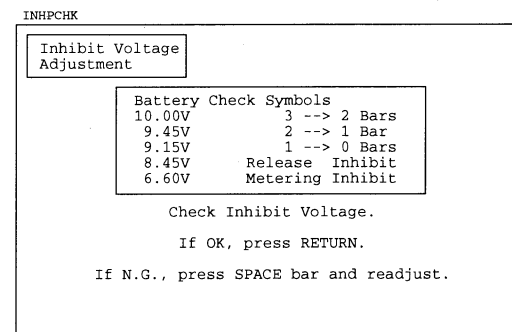 INHPCHK
Inhibit Voltage
Adjustment
Battery Check Symbols
10.00V 3 --> 2 Bars
9.45V 2 --> 1 Bar
9.15V 1 --> 0 Bars
8.45V Release Inhibit
6.60V Metering Inhibit
Check Inhibit Voltage.
If OK, press RETURN.
If N.G., press SPACE bar and readjust.